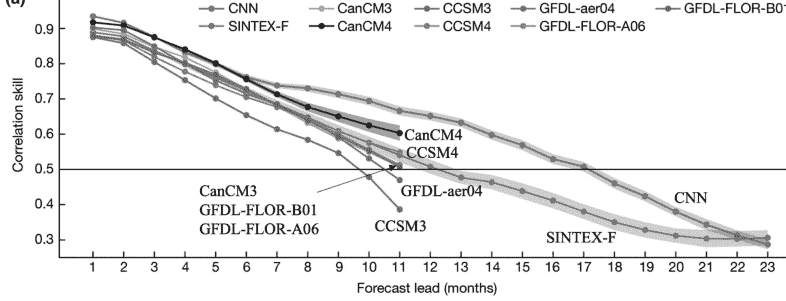 (a)
CNN CanCM3 CCSM3 GFDL-aer04 GFDL-FLOR-B01
SINTEX-F CanCM4 CCSM4 GFDL-FLOR-A06
Correlation skill
0.9
0.8
0.7
0.6
0.5
0.4
0.3
CanCM4
CCSM4
GFDL-aer04
CanCM3
GFDL-FLOR-B01
GFDL-FLOR-A06
CCSM3
CNN
SINTEX-F
1 2 3 4 5 6 7 8 9 10 11 12 13 14 15 16 17 18 19 20 21 22 23
Forecast lead (months)